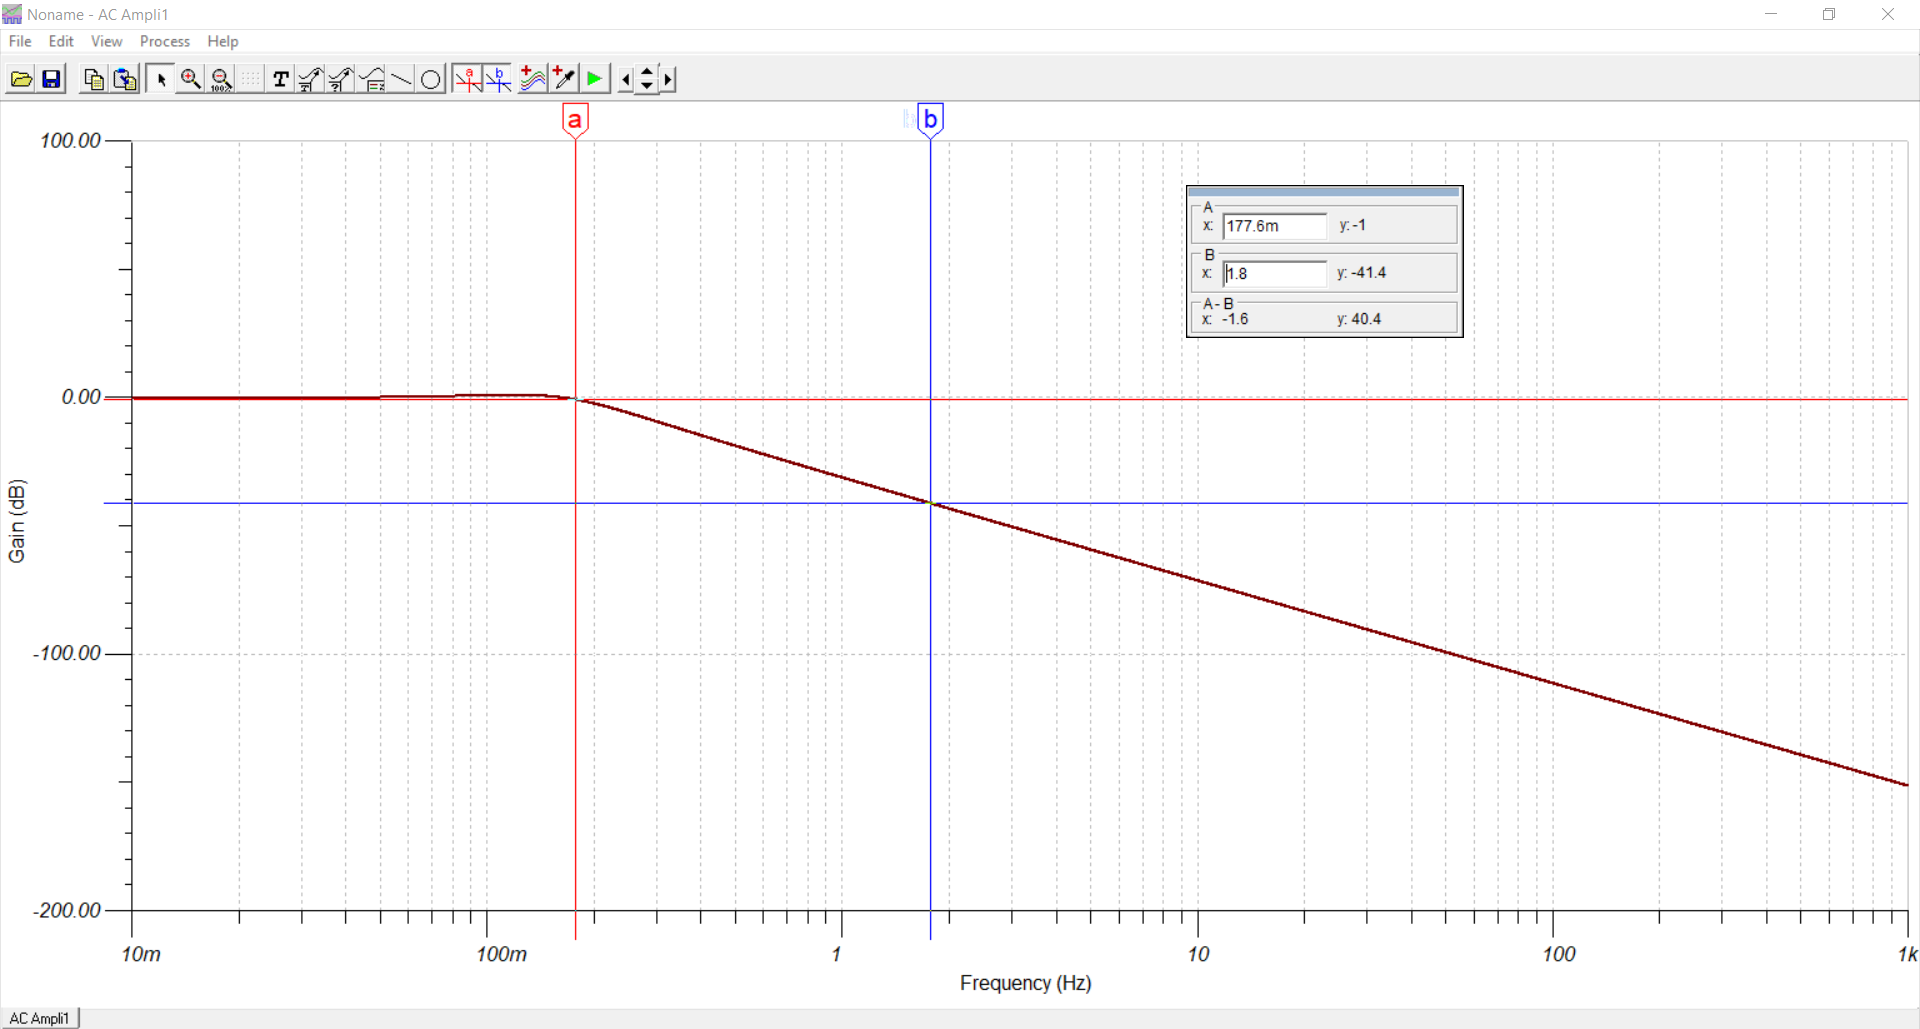 Noname - AC Ampli1
File Edit View Process Help
T a b
100%
a b
100.00
A
x: 177.6m y: -1
B
x: 1.8 y: -41.4
A - B
x: -1.6 y: 40.4
0.00
Gain (dB)
-100.00
-200.00
10m 100m 1 10 100 1k
Frequency (Hz)
AC Ampli1